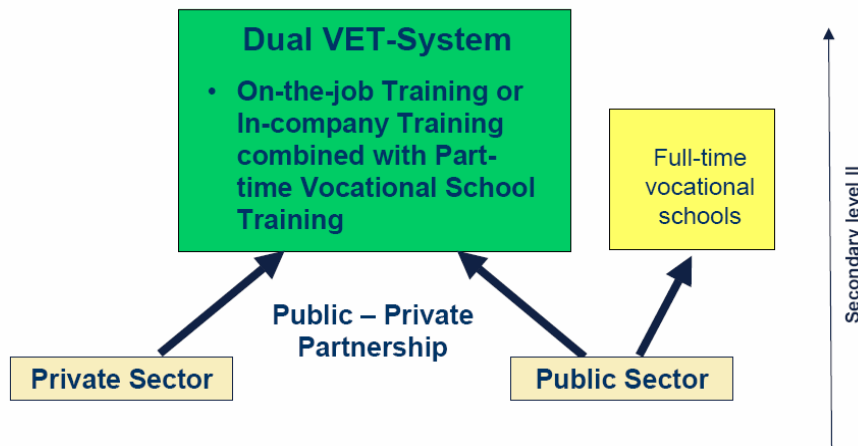 Dual VET-System
• On-the-job Training or
In-company Training
combined with Part-
time Vocational School
Training
Full-time
vocational
schools
Secondary level II
Public – Private
Partnership
Private Sector
Public Sector